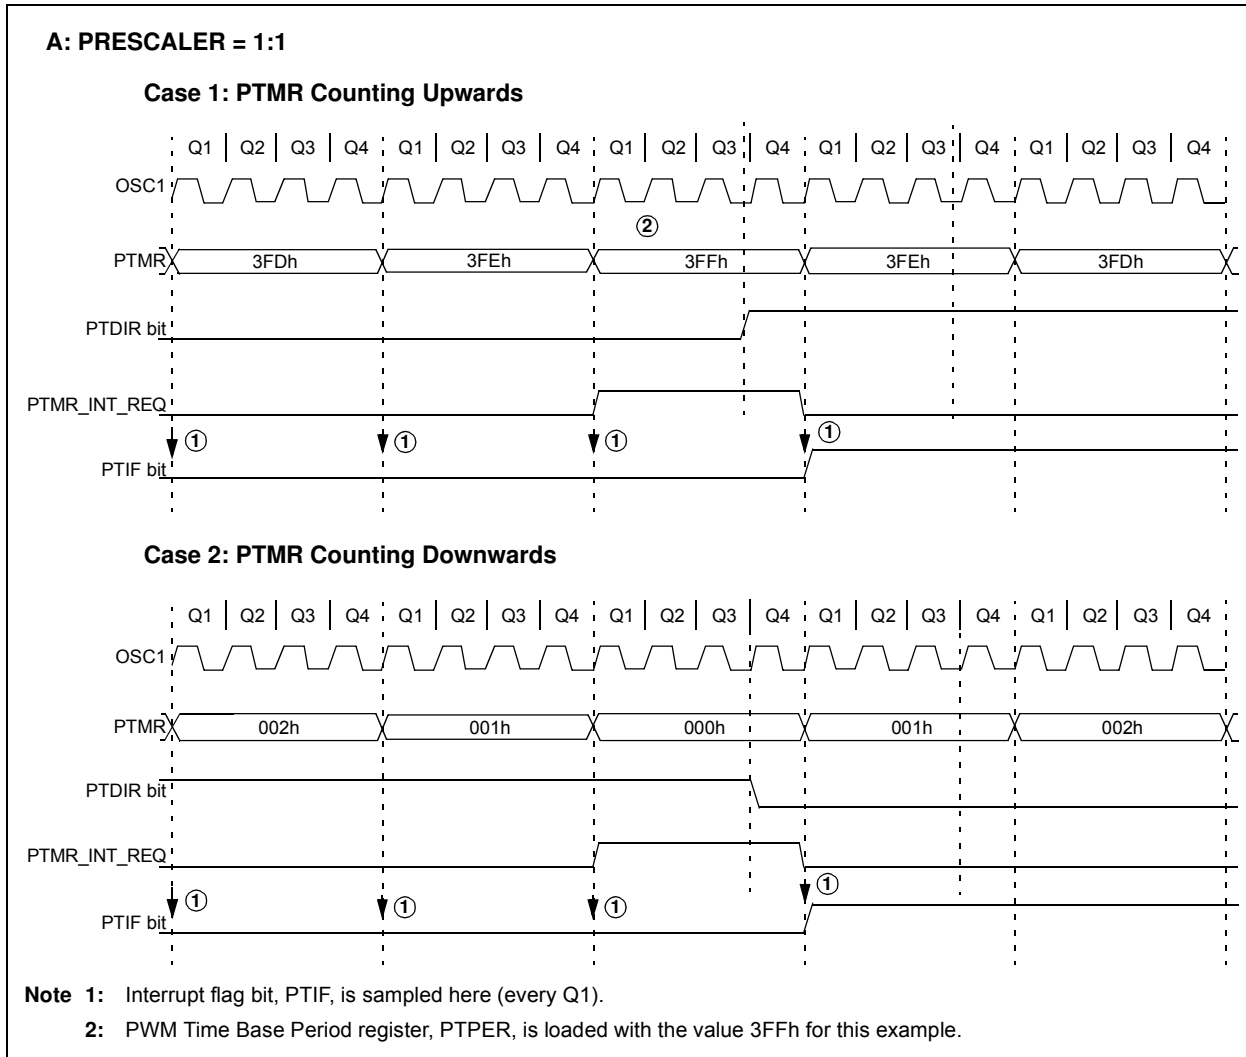 A: PRESCALER = 1:1
Case 1: PTMR Counting Upwards
Q1 Q2 Q3 Q4 Q1 Q2 Q3 Q4 Q1 Q2 Q3 Q4 Q1 Q2 Q3 Q4 Q1 Q2 Q3 Q4
OSC1
2
PTMR 3FDh 3FEh 3FFh 3FEh 3FDh
PTDIR bit
PTMR_INT_REQ
1 1 1 1
PTIF bit
Case 2: PTMR Counting Downwards
Q1 Q2 Q3 Q4 Q1 Q2 Q3 Q4 Q1 Q2 Q3 Q4 Q1 Q2 Q3 Q4 Q1 Q2 Q3 Q4
OSC1
PTMR 002h 001h 000h 001h 002h
PTDIR bit
PTMR_INT_REQ
1 1 1 1
PTIF bit
Note 1: Interrupt flag bit, PTIF, is sampled here (every Q1).
2: PWM Time Base Period register, PTPER, is loaded with the value 3FFh for this example.